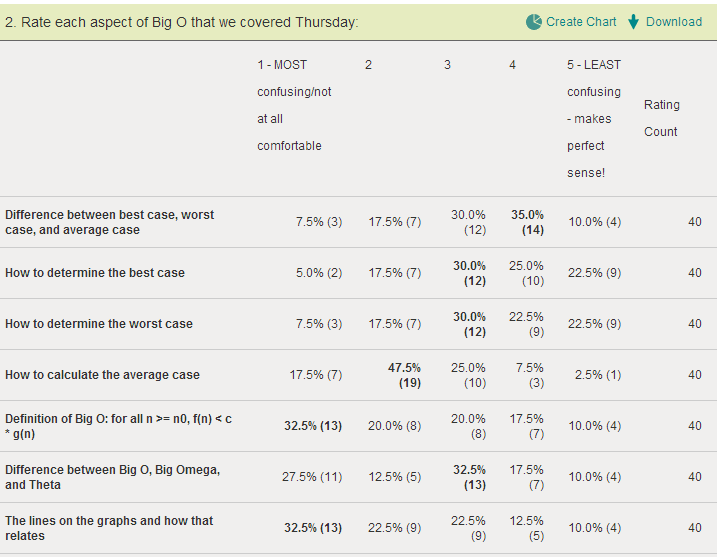 2. Rate each aspect of Big O that we covered Thursday:
Create Chart
Download
1 - MOST
confusing/not
at all
comfortable
2
3
4
5 - LEAST
confusing
- makes
perfect
sense!
Rating
Count
Difference between best case, worst
case, and average case
7.5% (3)
17.5% (7)
30.0%
(12)
35.0%
(14)
10.0% (4)
40
How to determine the best case
5.0% (2)
17.5% (7)
30.0%
(12)
25.0%
(10)
22.5% (9)
40
How to determine the worst case
7.5% (3)
17.5% (7)
30.0%
(12)
22.5%
(9)
22.5% (9)
40
How to calculate the average case
17.5% (7)
47.5%
(19)
25.0%
(10)
7.5%
(3)
2.5% (1)
40
Definition of Big O: for all n >= n0, f(n) < c
* g(n)
32.5% (13)
20.0% (8)
20.0%
(8)
17.5%
(7)
10.0% (4)
40
Difference between Big O, Big Omega,
and Theta
27.5% (11)
12.5% (5)
32.5%
(13)
17.5%
(7)
10.0% (4)
40
The lines on the graphs and how that
relates
32.5% (13)
22.5% (9)
22.5%
(9)
12.5%
(5)
10.0% (4)
40